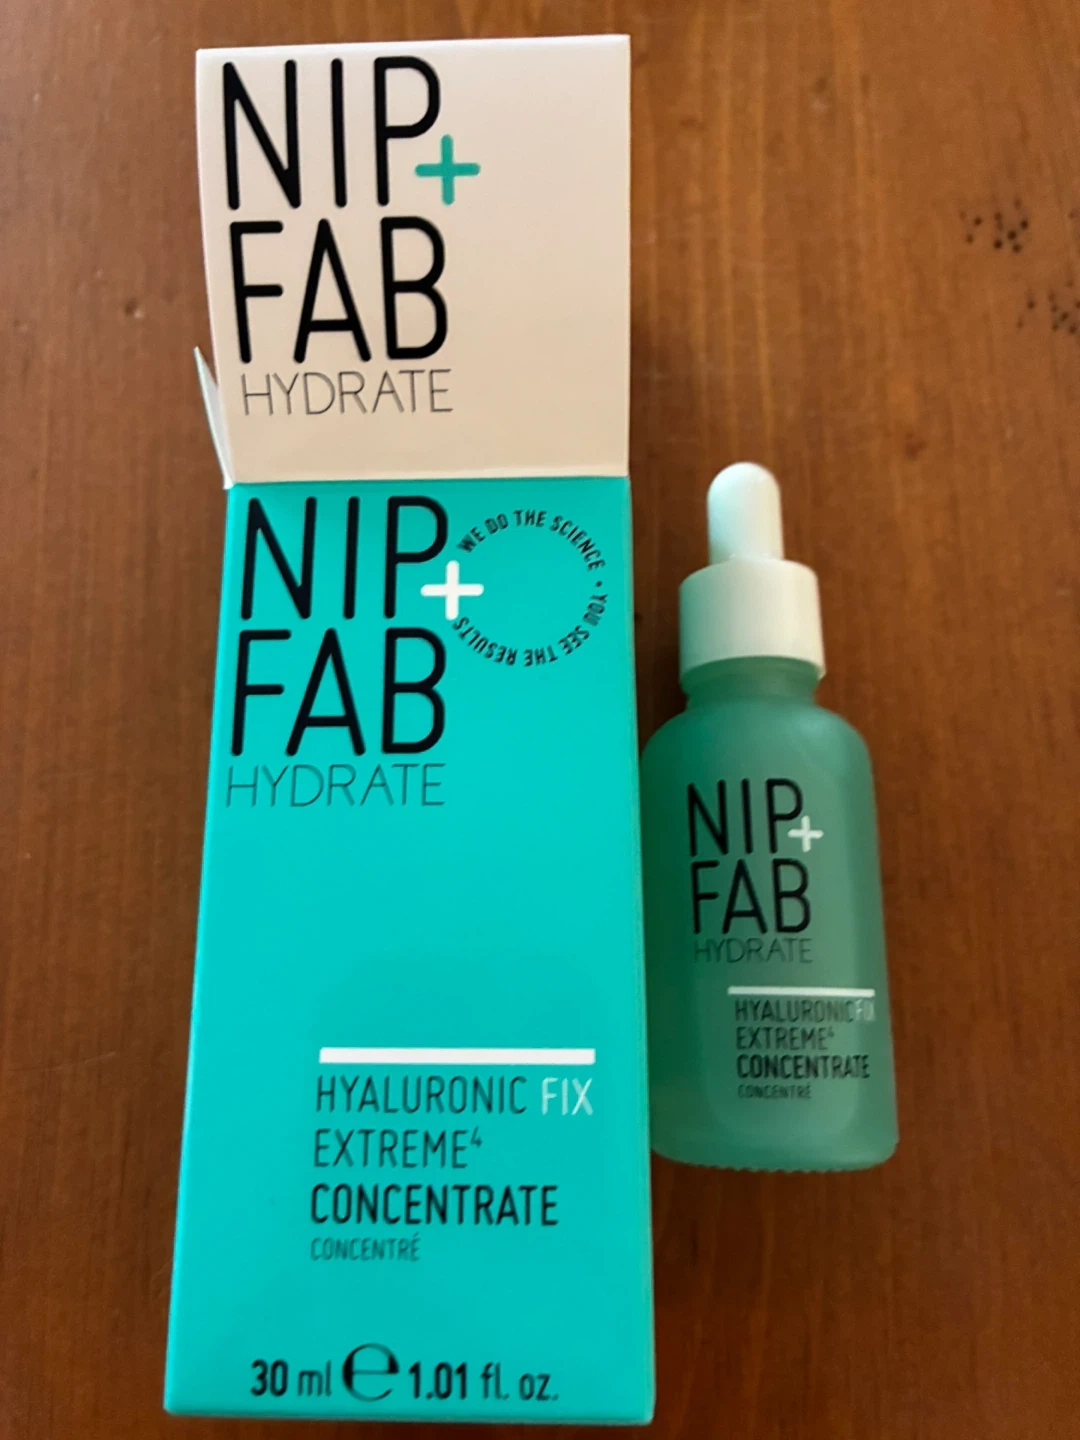 NIP+
FAB
HYDRATE
NIP+
FAB
HYDRATE
WE DO THE SCIENCE • YOU SEE THE RESULTS
HYALURONIC FIX
EXTREME⁴
CONCENTRATE
CONCENTRÉ
30 ml ℮ 1.01 fl. oz.
NIP+
FAB
HYDRATE
HYALURONIC FIX
EXTREME⁴
CONCENTRATE
CONCENTRÉ